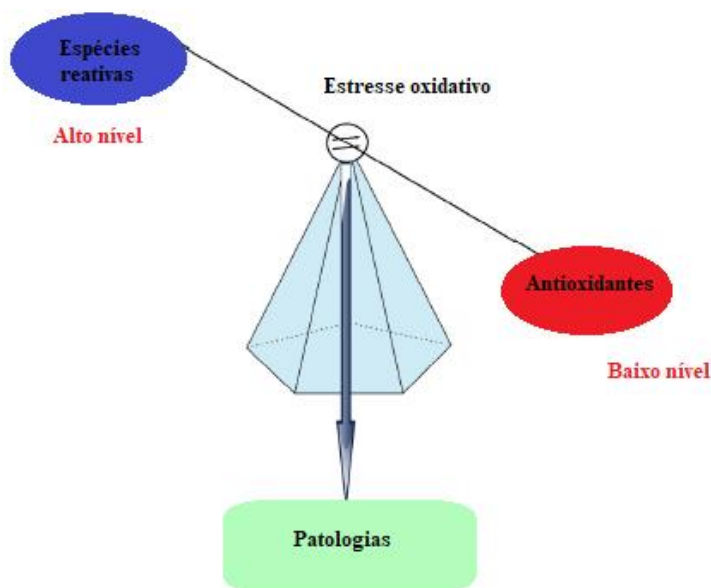 Espécies
reativas
Estresse oxidativo
Alto nível
Antioxidantes
Baixo nível
Patologias